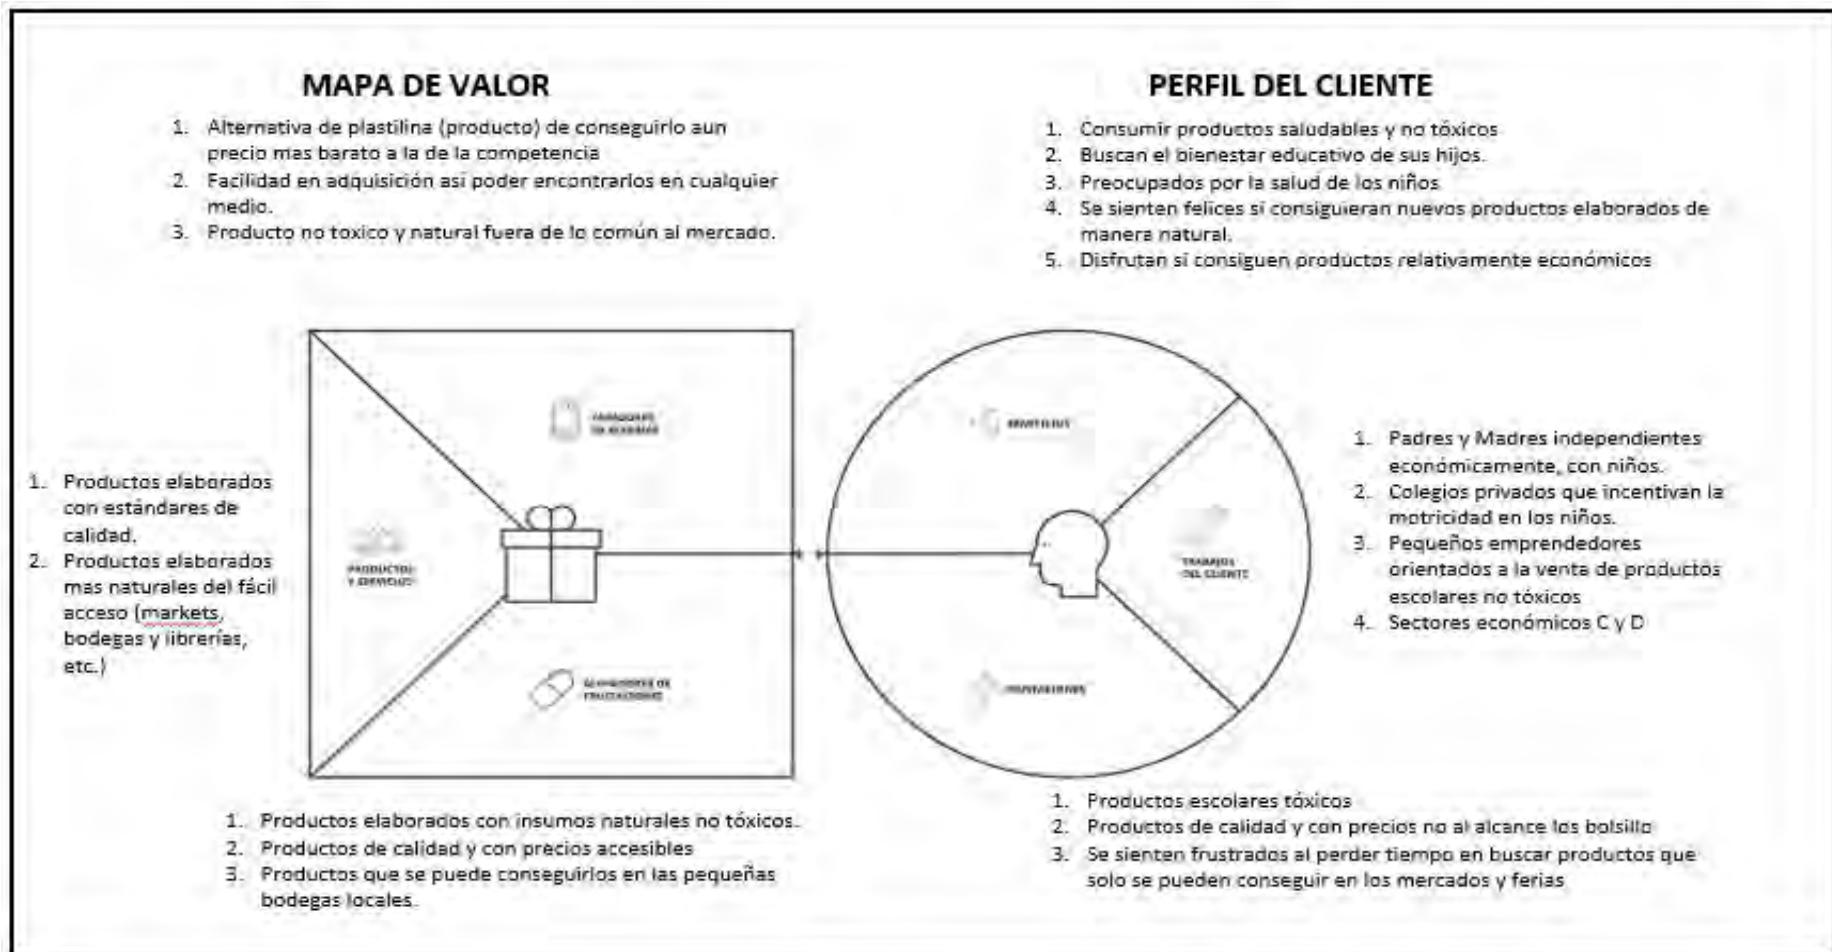 MAPA DE VALOR
1. Alternativa de plastilina (producto) de conseguirlo aun
precio mas barato a la de la competencia
2. Facilidad en adquisición así poder encontrarlos en cualquier
medio.
3. Producto no toxico y natural fuera de lo común al mercado.
PERFIL DEL CLIENTE
1. Consumir productos saludables y no tóxicos
2. Buscan el bienestar educativo de sus hijos.
3. Preocupados por la salud de los niños
4. Se sienten felices si consiguieran nuevos productos elaborados de
manera natural.
5. Disfrutan si consiguen productos relativamente económicos
1. Productos elaborados
con estándares de
calidad.
2. Productos elaborados
mas naturales del fácil
acceso (markets,
bodegas y librerías,
etc.)
PRODUCTOS
Y SERVICIOS
TRABAJOS
DEL CLIENTE
1. Padres y Madres independientes
económicamente, con niños.
2. Colegios privados que incentivan la
motricidad en los niños.
3. Pequeños emprendedores
orientados a la venta de productos
escolares no tóxicos
4. Sectores económicos C y D
1. Productos elaborados con insumos naturales no tóxicos.
2. Productos de calidad y con precios accesibles
3. Productos que se puede conseguirlos en las pequeñas
bodegas locales.
1. Productos escolares tóxicos
2. Productos de calidad y con precios no al alcance los bolsillo
3. Se sienten frustrados al perder tiempo en buscar productos que
solo se pueden conseguir en los mercados y ferias